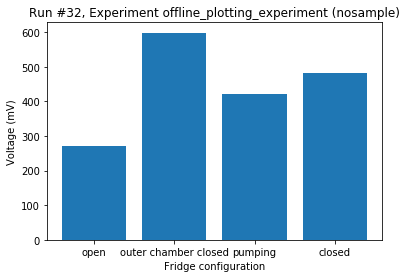 Run #32, Experiment offline_plotting_experiment (nosample)
600
500
400
300
200
100
0
Voltage (mV)
open outer chamber closed pumping closed
Fridge configuration